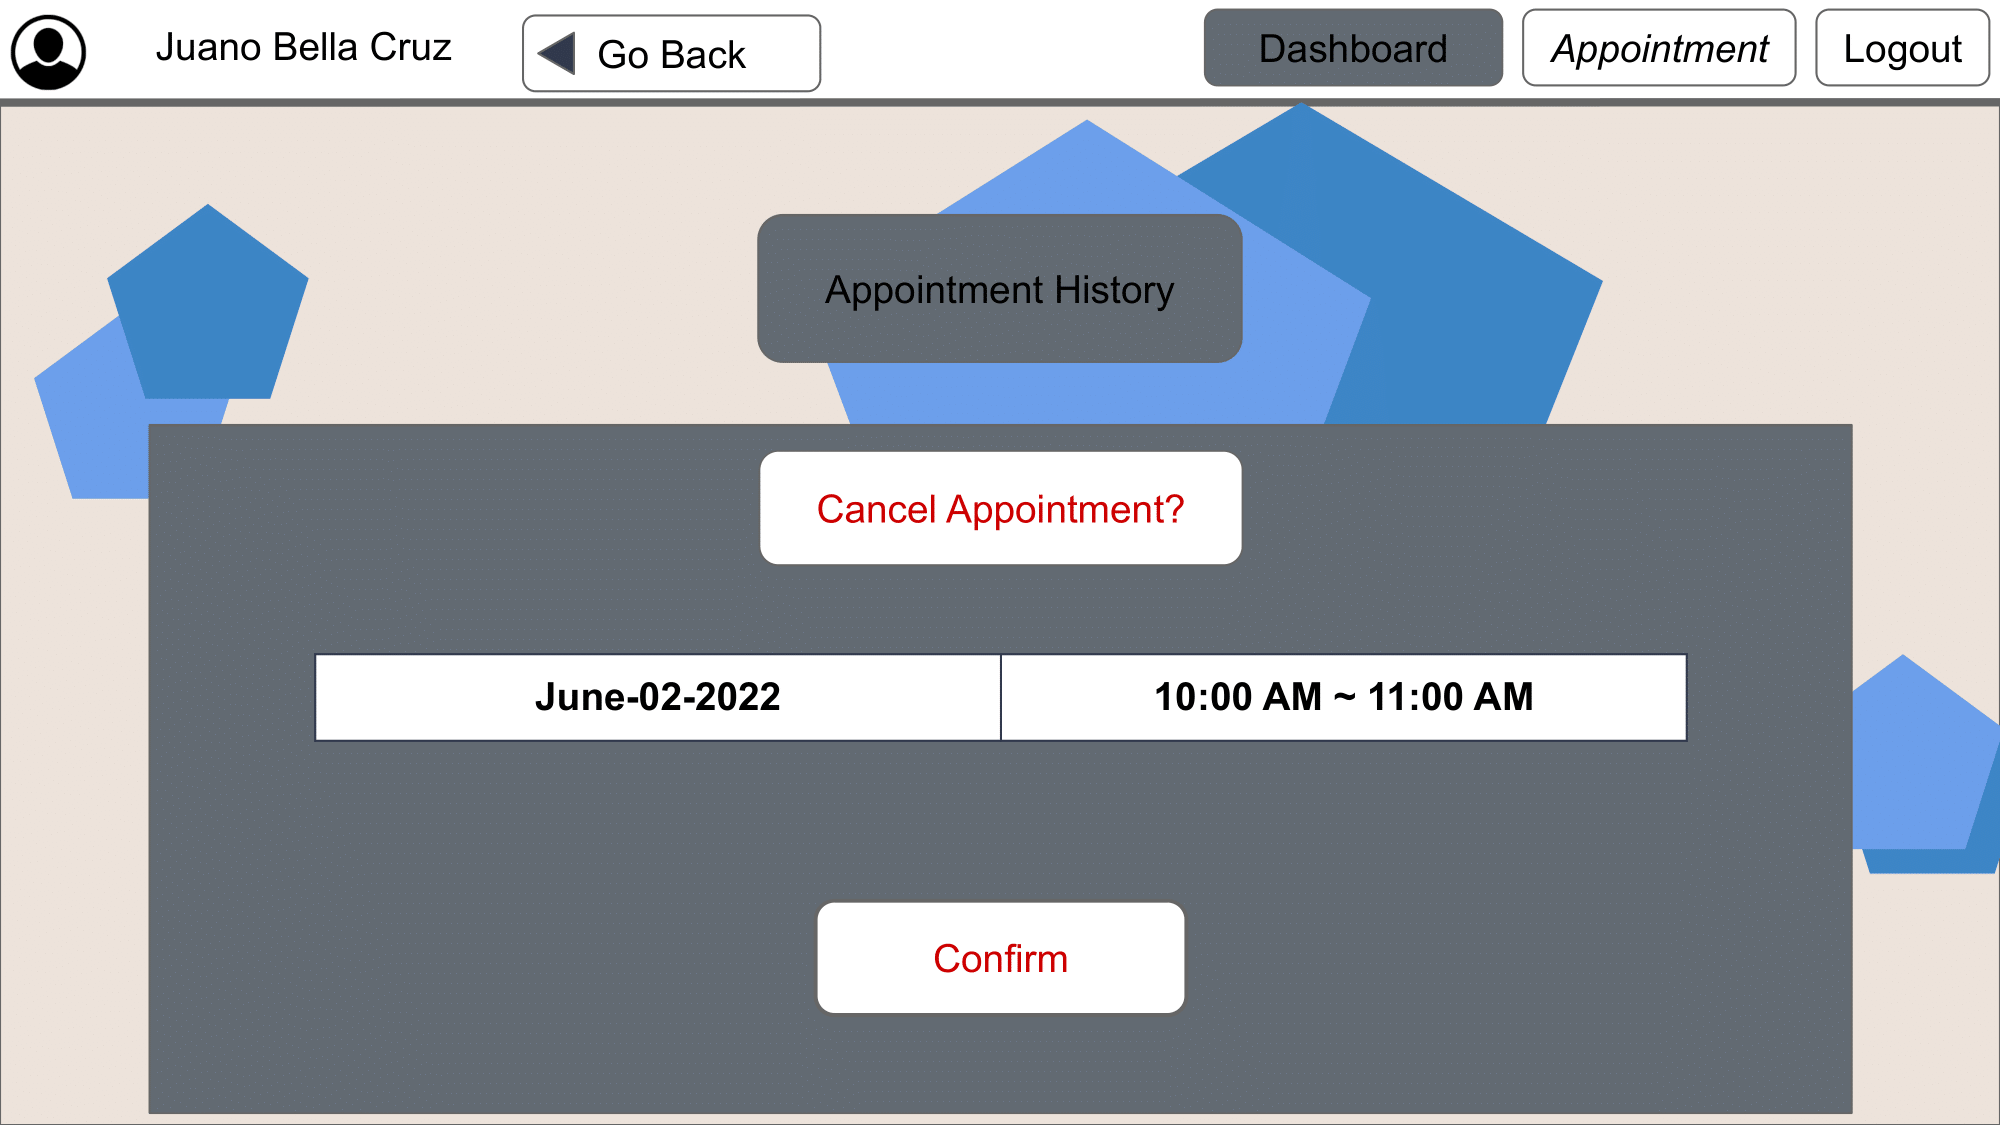 Juano Bella Cruz
Go Back
Dashboard
Appointment
Logout
Appointment History
Cancel Appointment?
June-02-2022
10:00 AM ~ 11:00 AM
Confirm